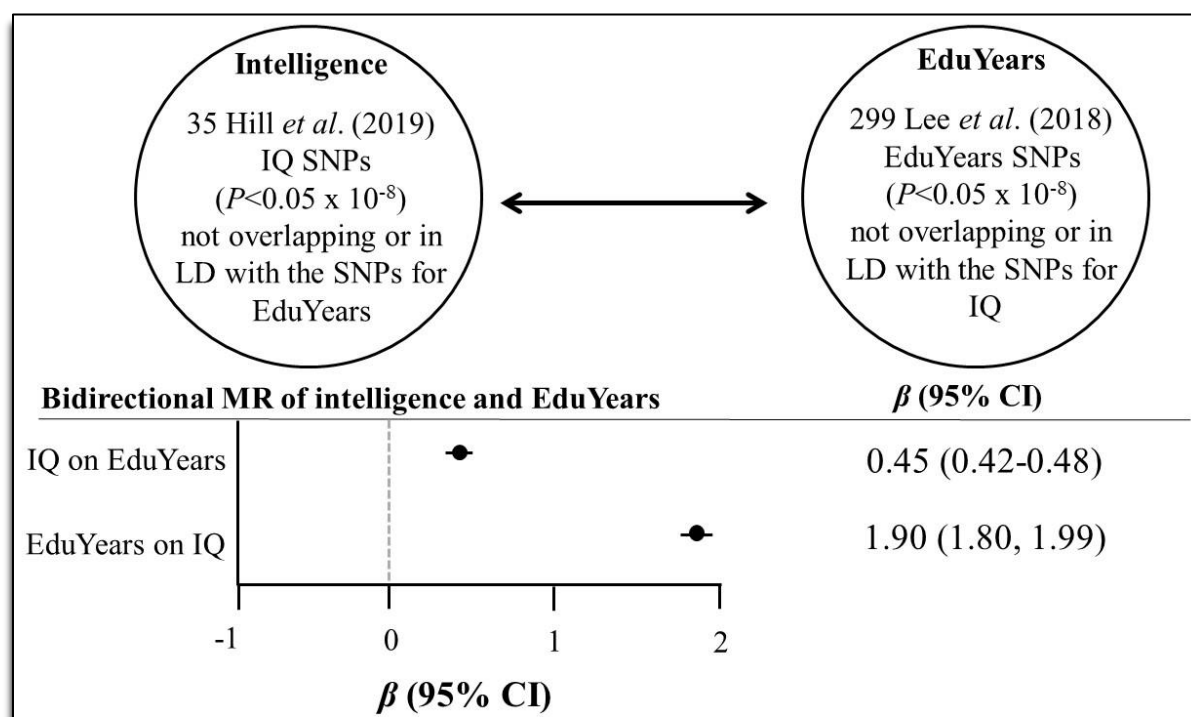 Intelligence
35 Hill et al. (2019)
IQ SNPs
(P<0.05 x 10-8)
not overlapping or in
LD with the SNPs for
EduYears
EduYears
299 Lee et al. (2018)
EduYears SNPs
(P<0.05 x 10-8)
not overlapping or in
LD with the SNPs for
IQ
Bidirectional MR of intelligence and EduYears
β (95% CI)
IQ on EduYears
0.45 (0.42-0.48)
EduYears on IQ
1.90 (1.80, 1.99)
-1 0 1 2
β (95% CI)